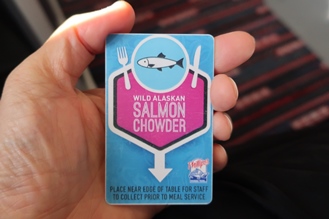 WILD ALASKAN
SALMON
CHOWDER
PLACE NEAR EDGE OF TABLE FOR STAFF
TO COLLECT PRIOR TO MEAL SERVICE